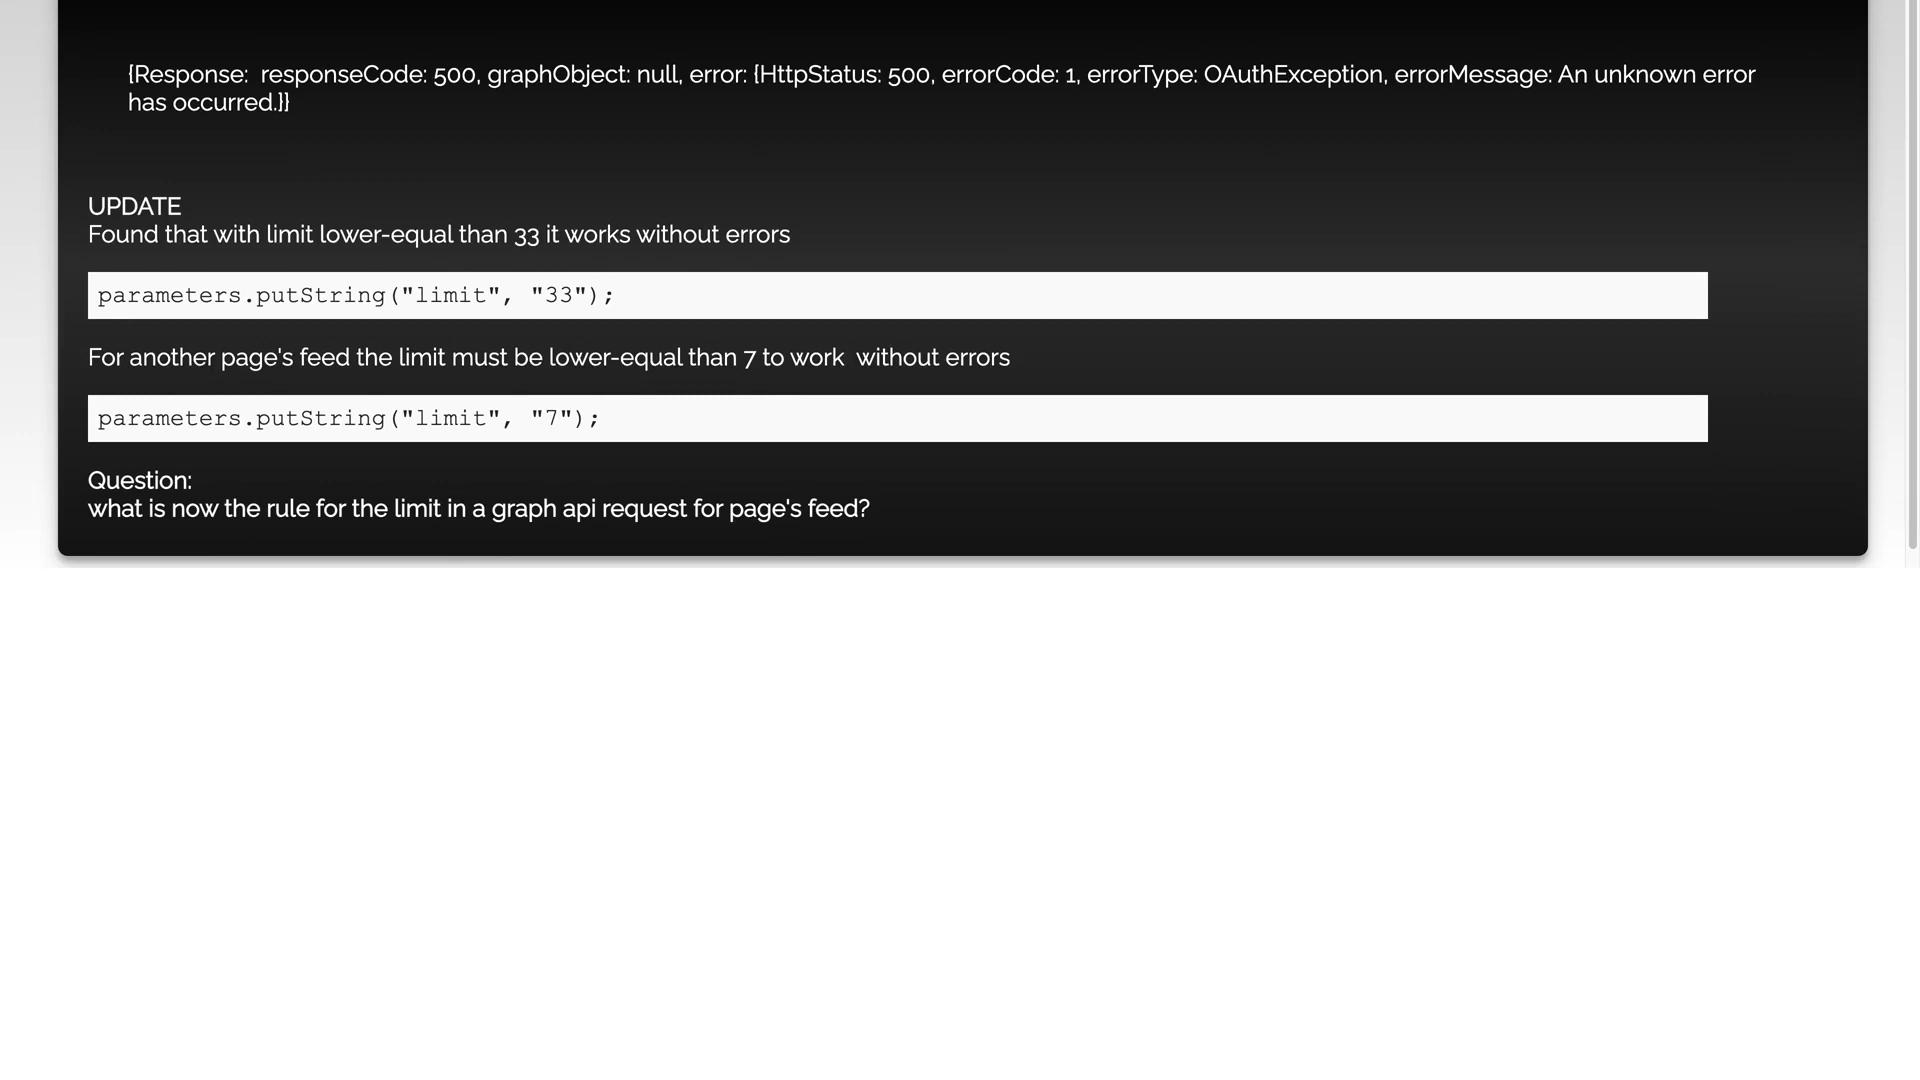 {Response:  responseCode: 500, graphObject: null, error: {HttpStatus: 500, errorCode: 1, errorType: OAuthException, errorMessage: An unknown error
has occurred.}}
UPDATE
Found that with limit lower-equal than 33 it works without errors
parameters.putString("limit", "33");
For another page's feed the limit must be lower-equal than 7 to work  without errors
parameters.putString("limit", "7");
Question:
what is now the rule for the limit in a graph api request for page's feed?